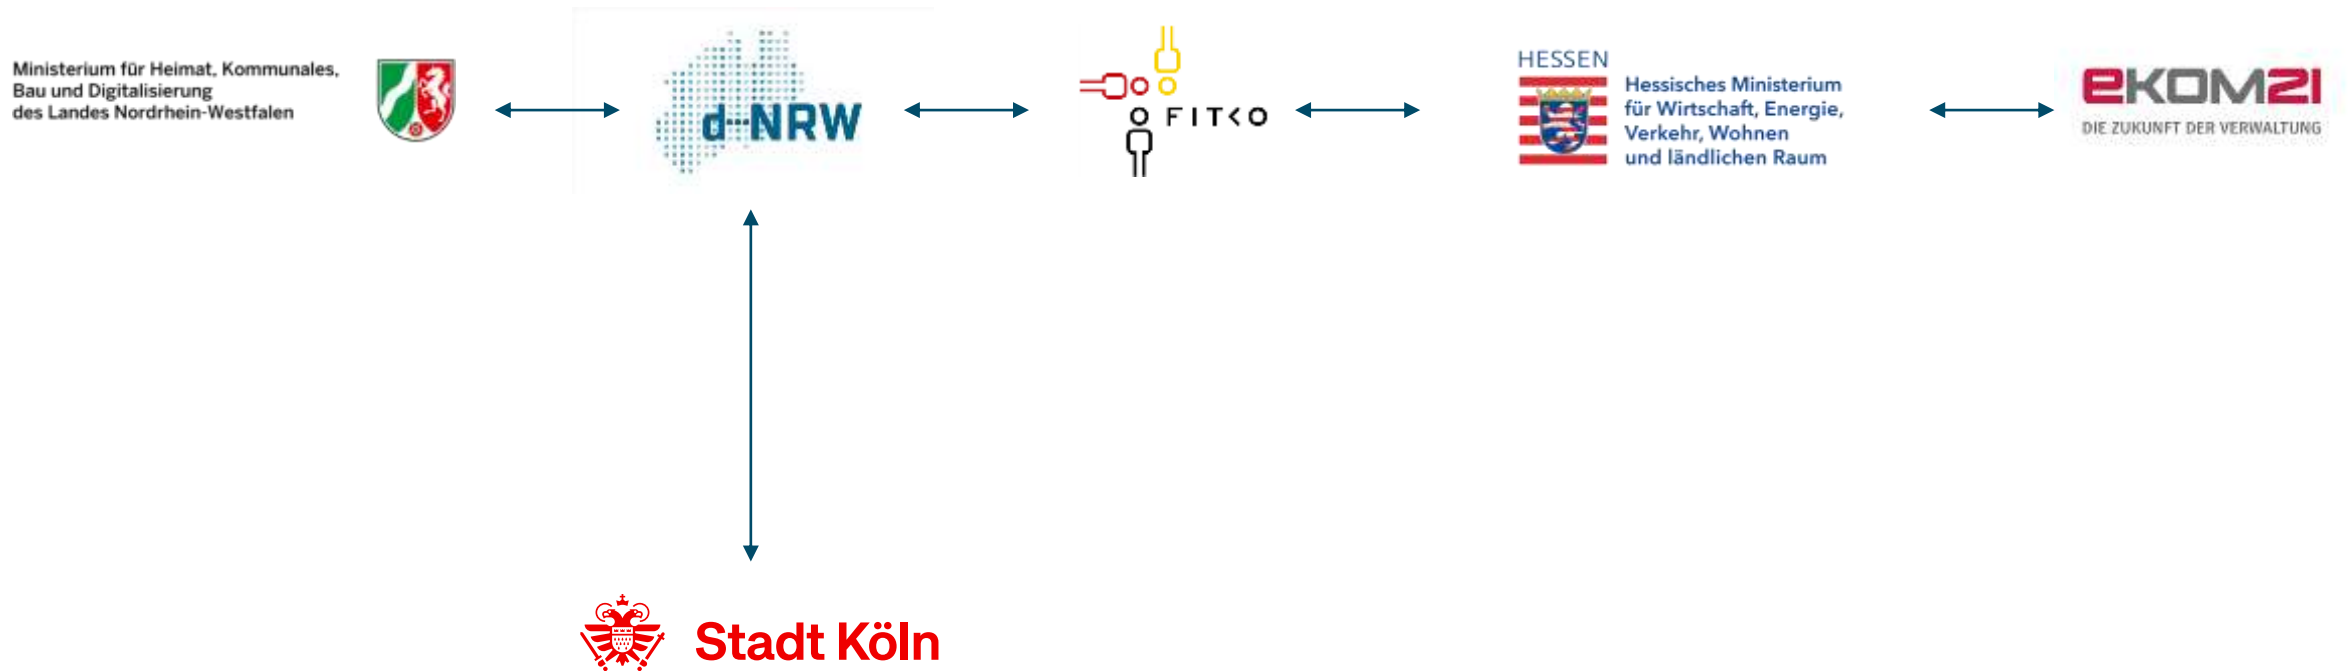 Ministerium für Heimat, Kommunales,
Bau und Digitalisierung
des Landes Nordrhein-Westfalen
d-NRW
FITKO
HESSEN
Hessisches Ministerium
für Wirtschaft, Energie,
Verkehr, Wohnen
und ländlichen Raum
ekom21
DIE ZUKUNFT DER VERWALTUNG
Stadt Köln